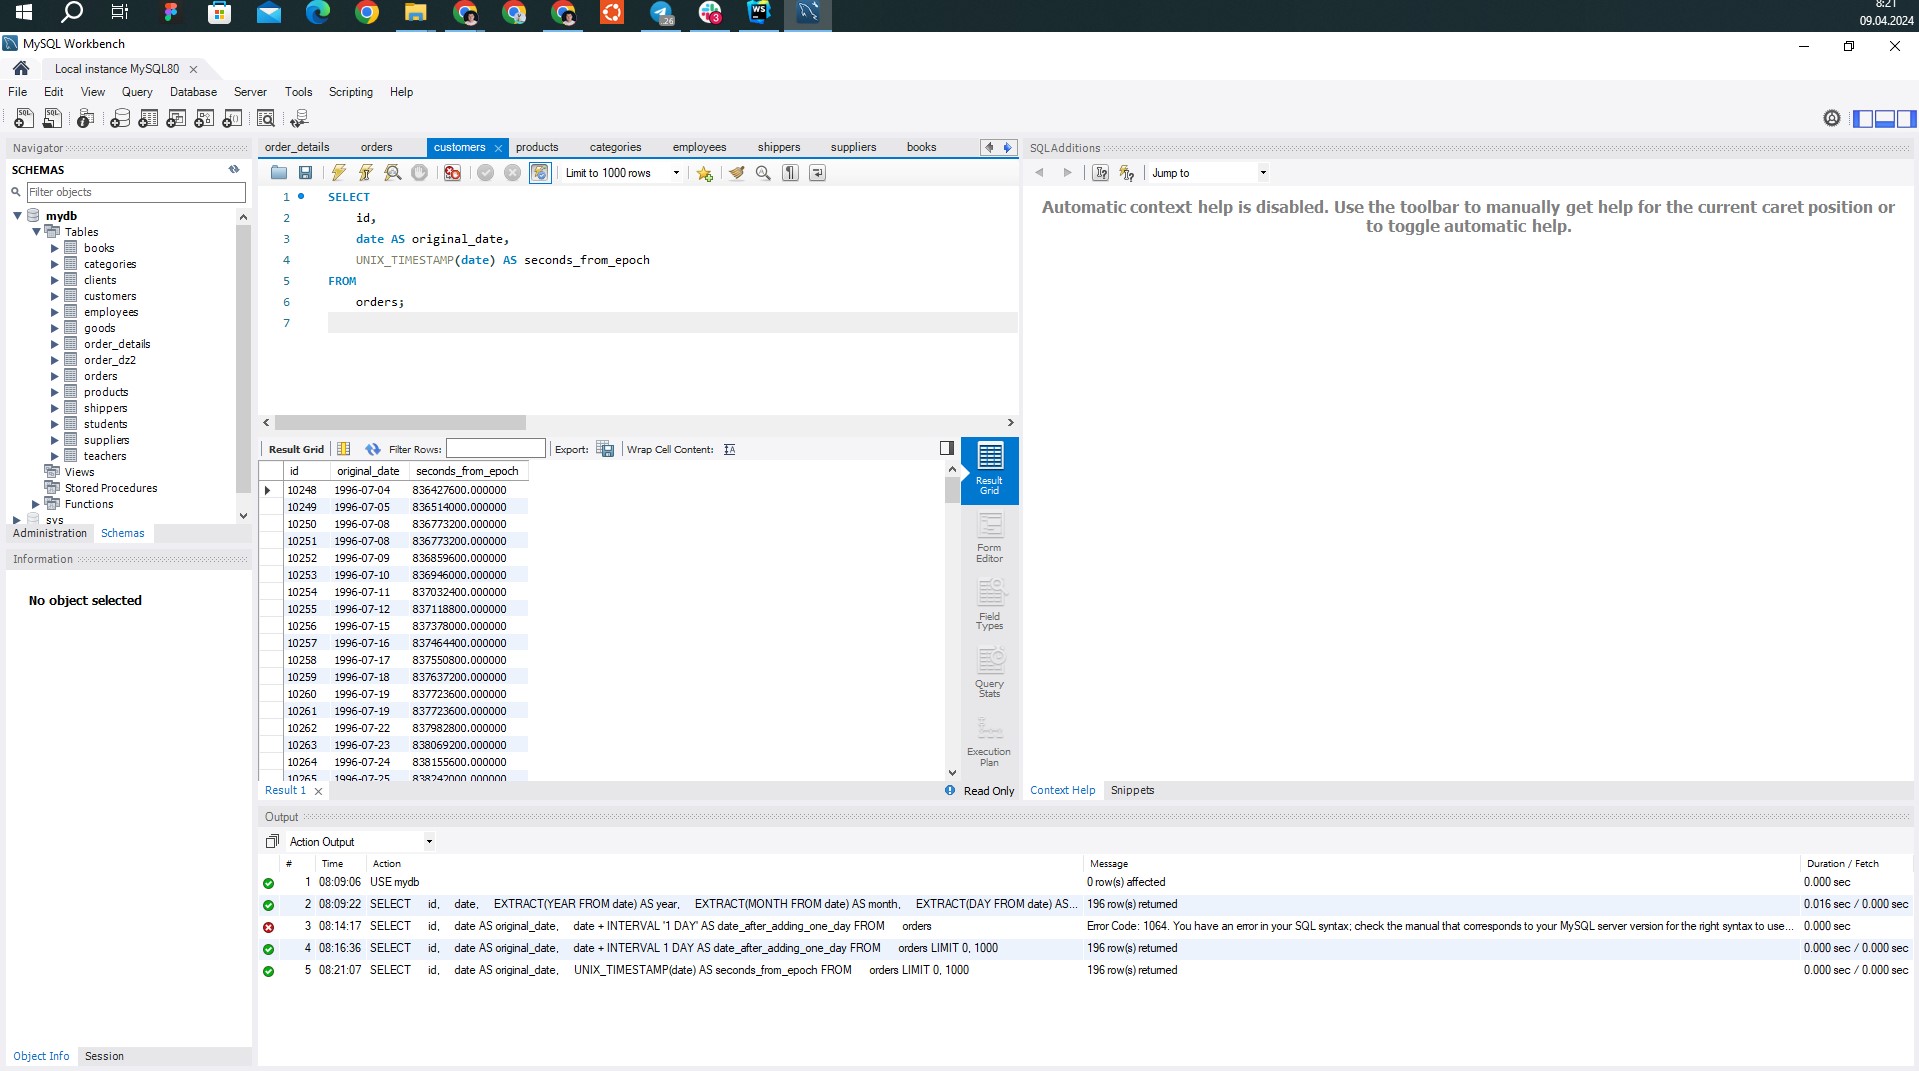 26
3
WS
8:21
09.04.2024
MySQL Workbench
Local instance MySQL80
File Edit View Query Database Server Tools Scripting Help
Navigator
SCHEMAS
Filter objects
mydb
Tables
books
categories
clients
customers
employees
goods
order_details
order_dz2
orders
products
shippers
students
suppliers
teachers
Views
Stored Procedures
Functions
sys
Administration Schemas
Information
No object selected
Object Info Session
order_details orders customers products categories employees shippers suppliers books
Limit to 1000 rows
1 SELECT
2 id,
3 date AS original_date,
4 UNIX_TIMESTAMP(date) AS seconds_from_epoch
5 FROM
6 orders;
7
Result Grid Filter Rows: Export: Wrap Cell Content:
id original_date seconds_from_epoch
10248 1996-07-04 836427600.000000
10249 1996-07-05 836514000.000000
10250 1996-07-08 836773200.000000
10251 1996-07-08 836773200.000000
10252 1996-07-09 836859600.000000
10253 1996-07-10 836946000.000000
10254 1996-07-11 837032400.000000
10255 1996-07-12 837118800.000000
10256 1996-07-15 837378000.000000
10257 1996-07-16 837464400.000000
10258 1996-07-17 837550800.000000
10259 1996-07-18 837637200.000000
10260 1996-07-19 837723600.000000
10261 1996-07-19 837723600.000000
10262 1996-07-22 837982800.000000
10263 1996-07-23 838069200.000000
10264 1996-07-24 838155600.000000
10265 1996-07-25 838242000.000000
Result Grid
Form Editor
Field Types
Query Stats
Execution Plan
Result 1
Read Only
SQLAdditions
Jump to
Automatic context help is disabled. Use the toolbar to manually get help for the current caret position or
to toggle automatic help.
Context Help Snippets
Output
Action Output
# Time Action Message Duration / Fetch
1 08:09:06 USE mydb 0 row(s) affected 0.000 sec
2 08:09:22 SELECT id, date, EXTRACT(YEAR FROM date) AS year, EXTRACT(MONTH FROM date) AS month, EXTRACT(DAY FROM date) AS... 196 row(s) returned 0.016 sec / 0.000 sec
3 08:14:17 SELECT id, date AS original_date, date + INTERVAL '1 DAY' AS date_after_adding_one_day FROM orders Error Code: 1064. You have an error in your SQL syntax; check the manual that corresponds to your MySQL server version for the right syntax to use... 0.000 sec
4 08:16:36 SELECT id, date AS original_date, date + INTERVAL 1 DAY AS date_after_adding_one_day FROM orders LIMIT 0, 1000 196 row(s) returned 0.000 sec / 0.000 sec
5 08:21:07 SELECT id, date AS original_date, UNIX_TIMESTAMP(date) AS seconds_from_epoch FROM orders LIMIT 0, 1000 196 row(s) returned 0.000 sec / 0.000 sec